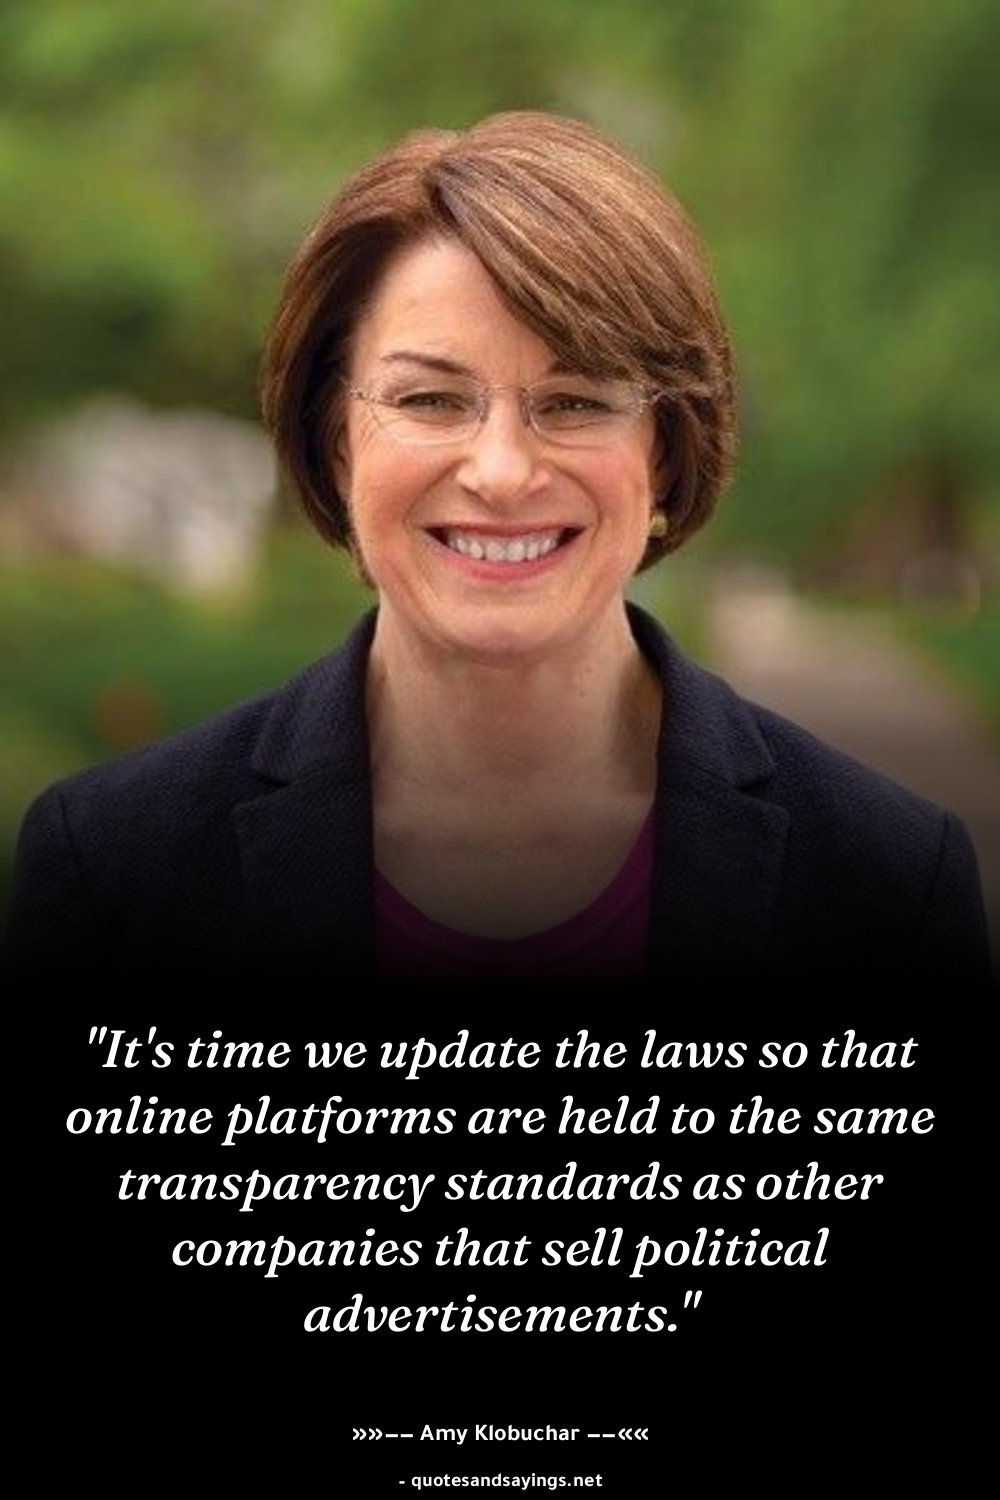 "It's time we update the laws so that
online platforms are held to the same
transparency standards as other
companies that sell political
advertisements."
»»−− Amy Klobuchar −−««
- quotesandsayings.net